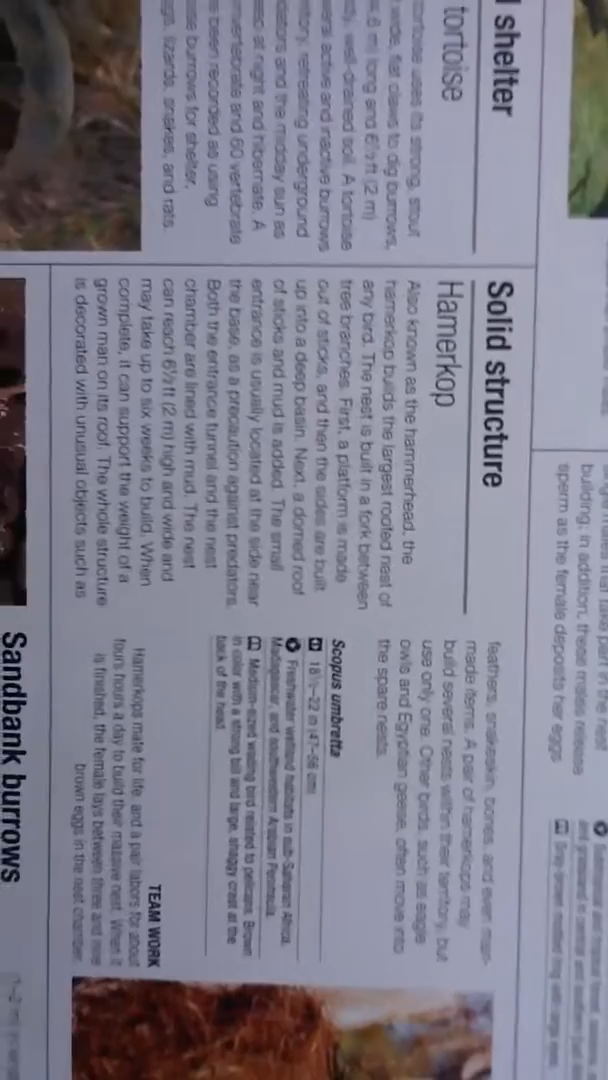 l shelter
tortoise
tortoise uses its strong, stout
wide, flat claws to dig burrows,
m) long and 6½ ft (2 m)
well-drained soil. A tortoise
active and inactive burrows
retreating underground
and the midday sun as
at night and hibernate. A
invertebrate and 60 vertebrate
been recorded as using
burrows for shelter,
lizards, snakes, and rats.
Solid structure
Hamerkop
Also known as the hammerhead, the
hamerkop builds the largest roofed nest of
any bird. The nest is built in a fork between
tree branches. First, a platform is made
out of sticks, and then the sides are built
up into a deep basin. Next, a domed roof
of sticks and mud is added. The small
entrance is usually located at the side near
the base, as a precaution against predators.
Both the entrance tunnel and the nest
chamber are lined with mud. The nest
can reach 6½ ft (2 m) high and wide and
may take up to six weeks to build. When
complete, it can support the weight of a
grown man on its roof. The whole structure
is decorated with unusual objects such as
feathers, snakeskin, bones, and even man-
made items. A pair of hamerkops may
build several nests within their territory, but
use only one. Other birds, such as eagle
owls and Egyptian geese, often move into
the spare nests.
Scopus umbretta
18½–22 in (47–56 cm)
Freshwater wetland habitats in sub-Saharan Africa,
Madagascar, and southwestern Arabian Peninsula.
Medium-sized wading bird related to pelicans. Brown
in color with a strong bill and large, shaggy crest at the
back of the head.
TEAM WORK
Hamerkops mate for life, and a pair labors for about
fours hours a day to build their massive nest. When it
is finished, the female lays between three and nine
brown eggs in the nest chamber.
that take part in the nest
building; in addition, these males release
sperm as the female deposits her eggs
Sandbank burrows